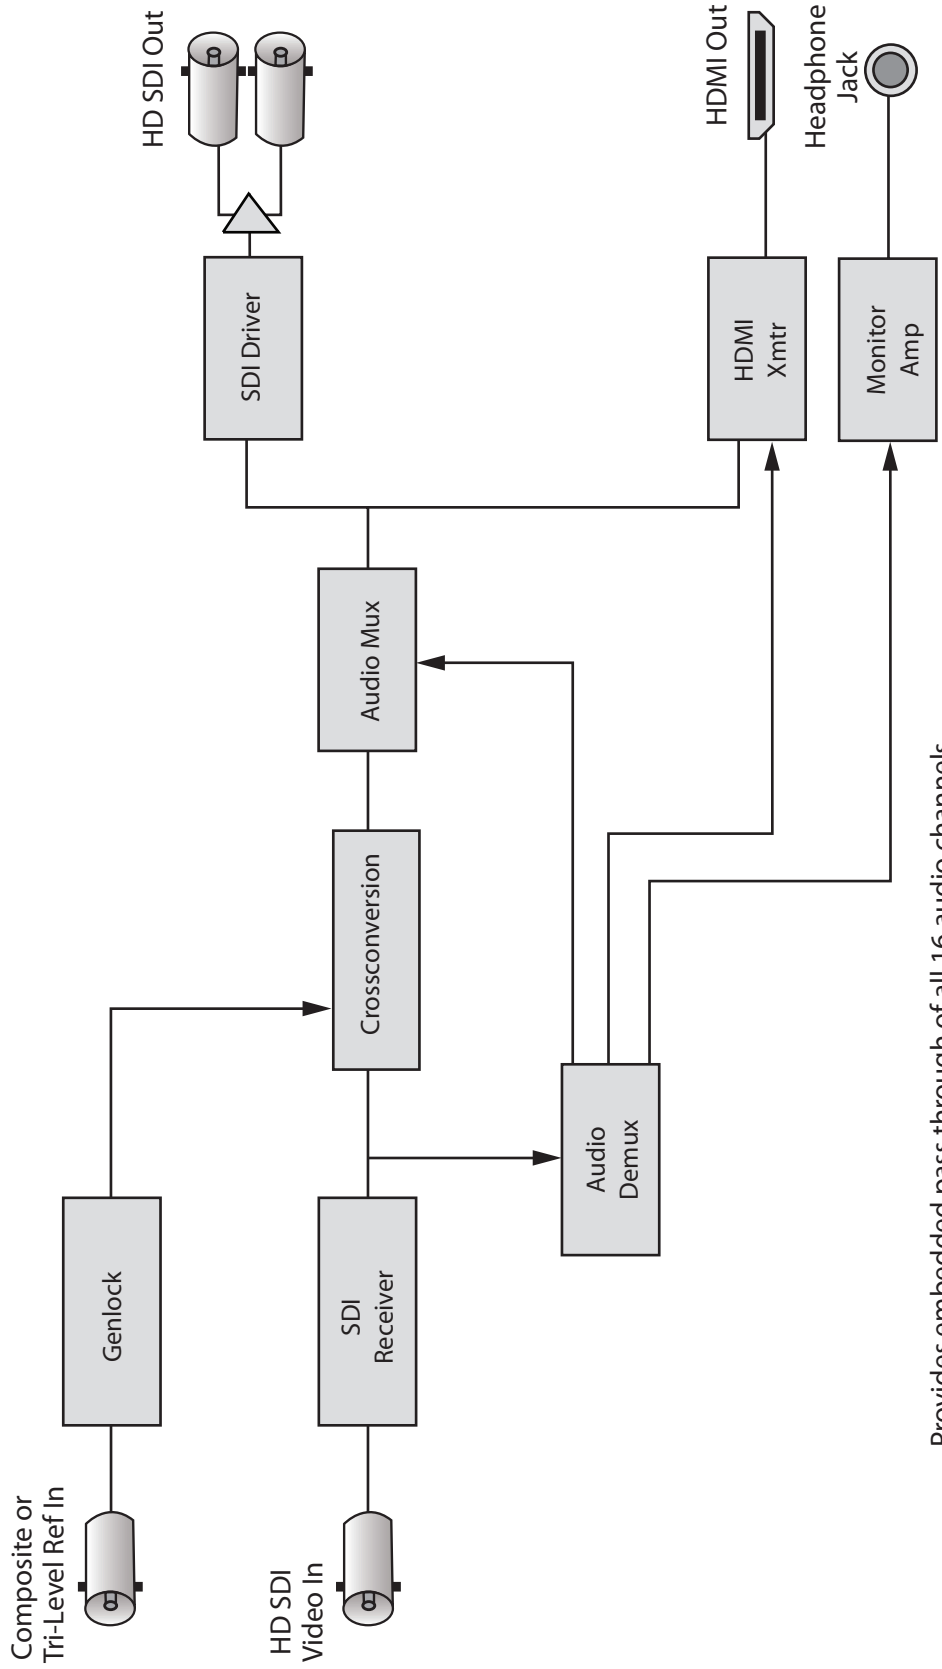 Composite or
Tri-Level Ref In
Genlock
HD SDI
Video In
SDI
Receiver
Audio
Demux
Crossconversion
Audio Mux
SDI Driver
HD SDI Out
HDMI
Xmtr
HDMI Out
Monitor
Amp
Headphone
Jack
Provides embedded pass through of all 16 audio channels